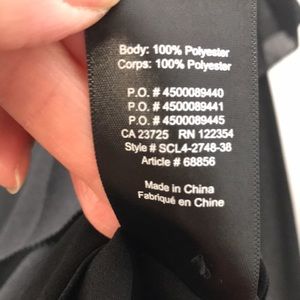 Body: 100% Polyester
Corps: 100% Polyester
P.O. # 4500089440
P.O. # 4500089441
P.O. # 4500089445
CA 23725 RN 122354
Style # SCL4-2748-38
Article # 68856
Made in China
Fabriqué en Chine